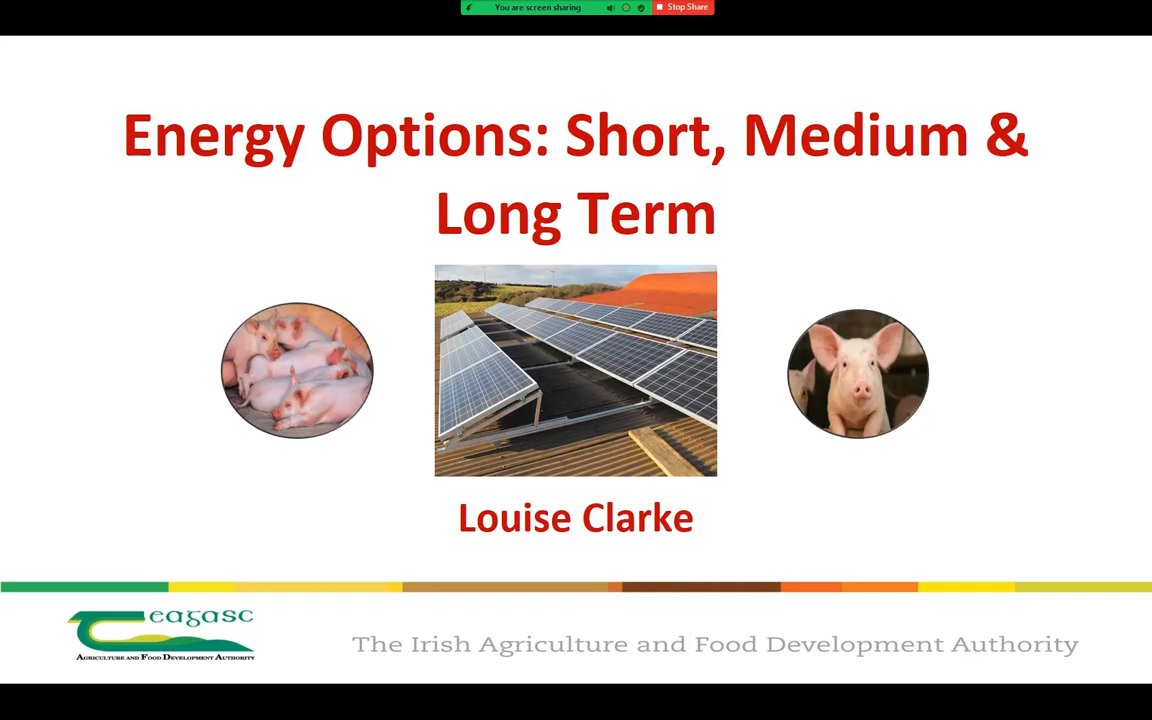 You are screen sharing
Stop Share
Energy Options: Short, Medium &
Long Term
Louise Clarke
eagasc
AGRICULTURE AND FOOD DEVELOPMENT AUTHORITY
The Irish Agriculture and Food Development Authority